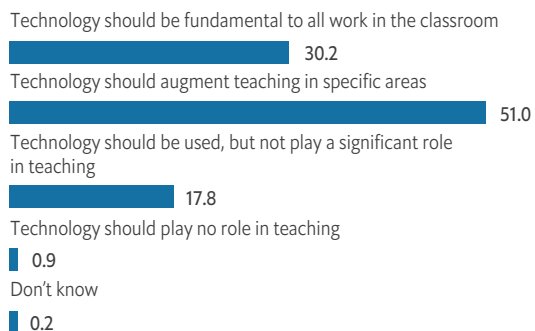 Technology should be fundamental to all work in the classroom
30.2
Technology should augment teaching in specific areas
51.0
Technology should be used, but not play a significant role
in teaching
17.8
Technology should play no role in teaching
0.9
Don’t know
0.2